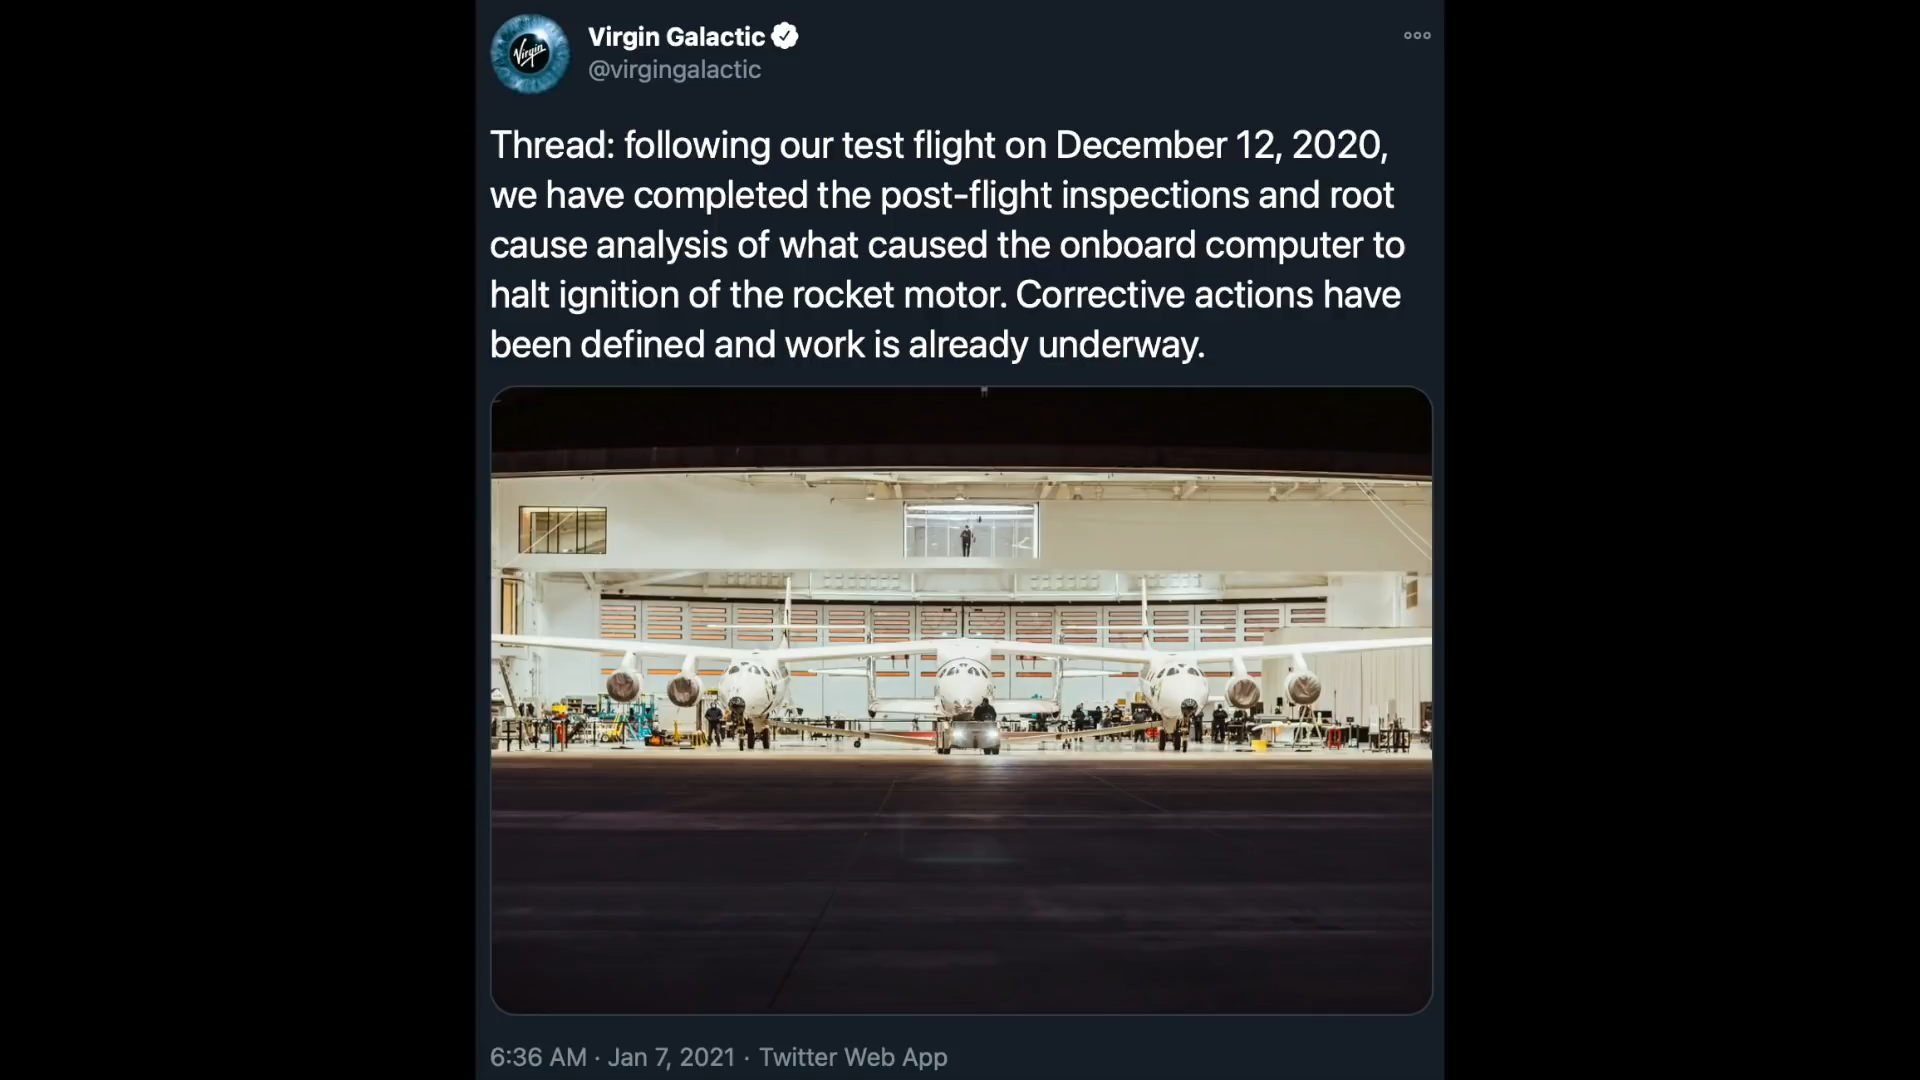 Virgin Galactic
@virgingalactic
Virgin
Thread: following our test flight on December 12, 2020,
we have completed the post-flight inspections and root
cause analysis of what caused the onboard computer to
halt ignition of the rocket motor. Corrective actions have
been defined and work is already underway.
6:36 AM · Jan 7, 2021 · Twitter Web App